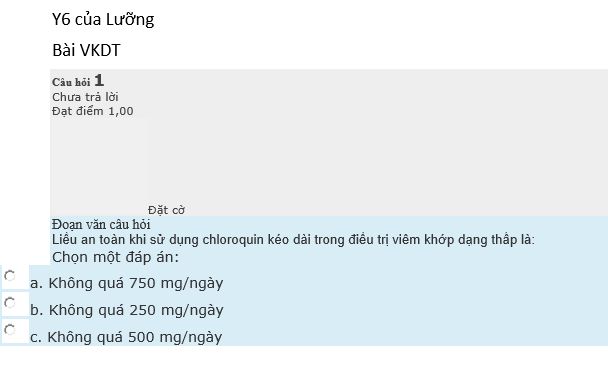 Y6 của Lưỡng
Bài VKDT
Câu hỏi 1
Chưa trả lời
Đạt điểm 1,00
Đặt cờ
Đoạn văn câu hỏi
Liều an toàn khi sử dụng chloroquin kéo dài trong điều trị viêm khớp dạng thấp là:
Chọn một đáp án:
a. Không quá 750 mg/ngày
b. Không quá 250 mg/ngày
c. Không quá 500 mg/ngày